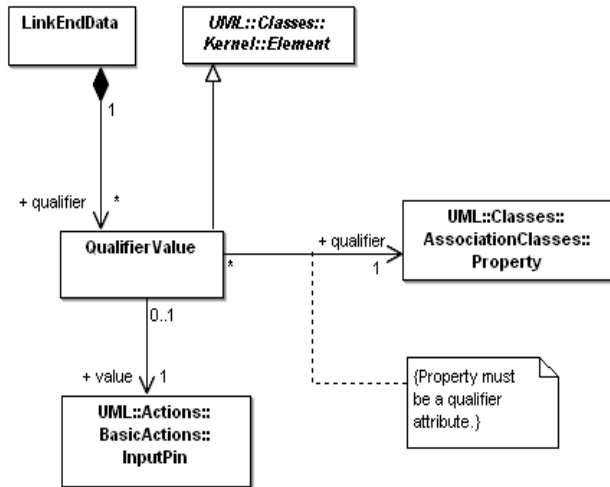 LinkEndData
UML::Classes::
Kernel::Element
1
+ qualifier
*
QualifierValue
*
+ qualifier
1
UML::Classes::
AssociationClasses::
Property
0..1
+ value
1
UML::Actions::
BasicActions::
InputPin
{Property must
be a qualifier
attribute.}